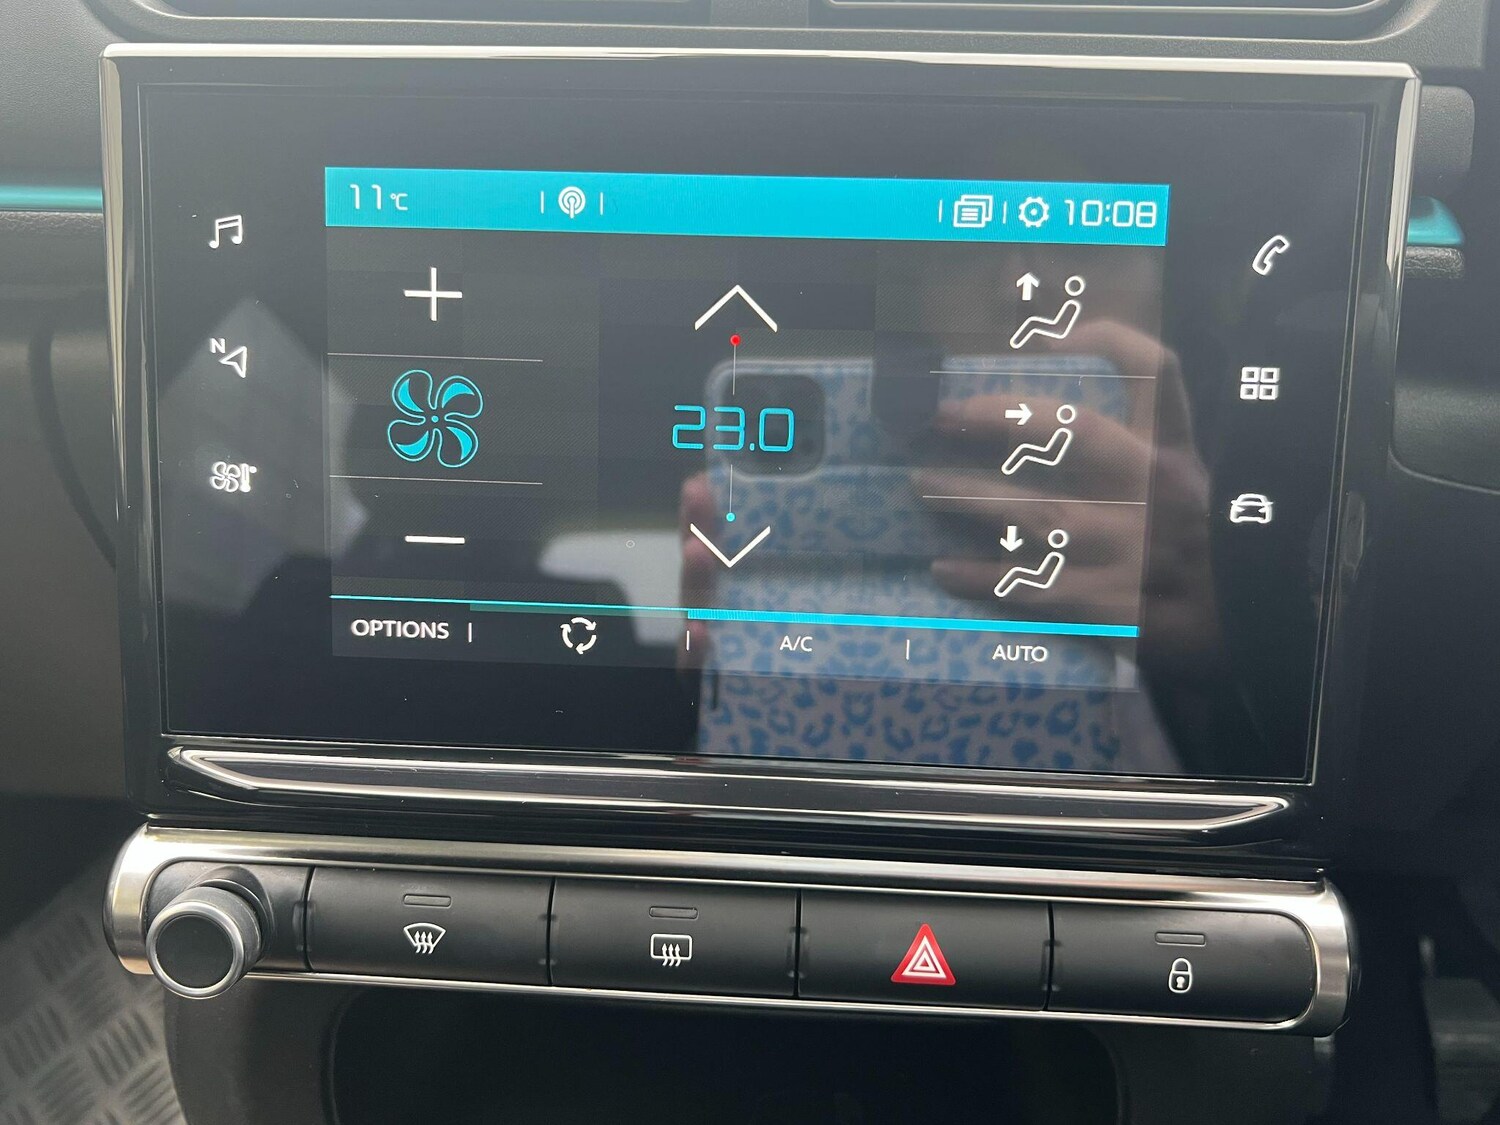 11°C
10:08
N
23.0
OPTIONS
A/C
AUTO